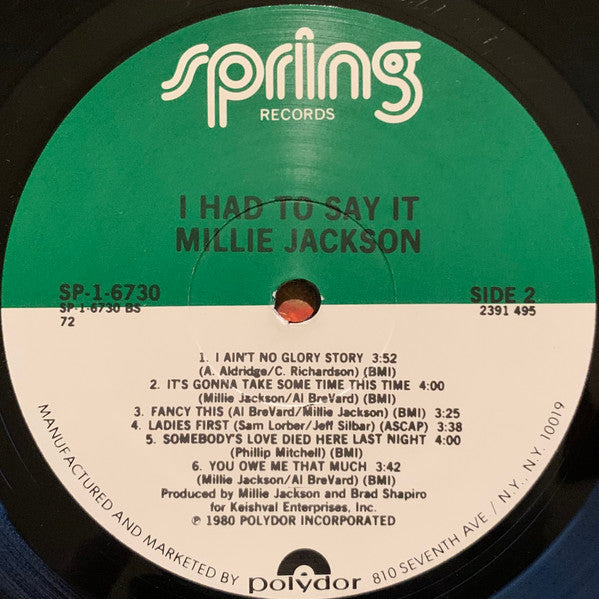 spring
RECORDS
I HAD TO SAY IT
MILLIE JACKSON
SP-1-6730
SP-1-6730 BS
72
SIDE 2
2391 495
1. I AIN'T NO GLORY STORY 3:52
(A. Aldridge/C. Richardson) (BMI)
2. IT'S GONNA TAKE SOME TIME THIS TIME 4:00
(Millie Jackson/Al BreVard) (BMI)
3. FANCY THIS (Al BreVard/Millie Jackson) (BMI) 3:25
4. LADIES FIRST (Sam Lorber/Jeff Silbar) (ASCAP) 3:38
5. SOMEBODY'S LOVE DIED HERE LAST NIGHT 4:00
(Phillip Mitchell) (BMI)
6. YOU OWE ME THAT MUCH 3:42
(Millie Jackson/Al BreVard) (BMI)
Produced by Millie Jackson and Brad Shapiro
for Keishval Enterprises, Inc.
℗ 1980 POLYDOR INCORPORATED
MANUFACTURED AND MARKETED BY polydor 810 SEVENTH AVE / N.Y., N.Y. 10019